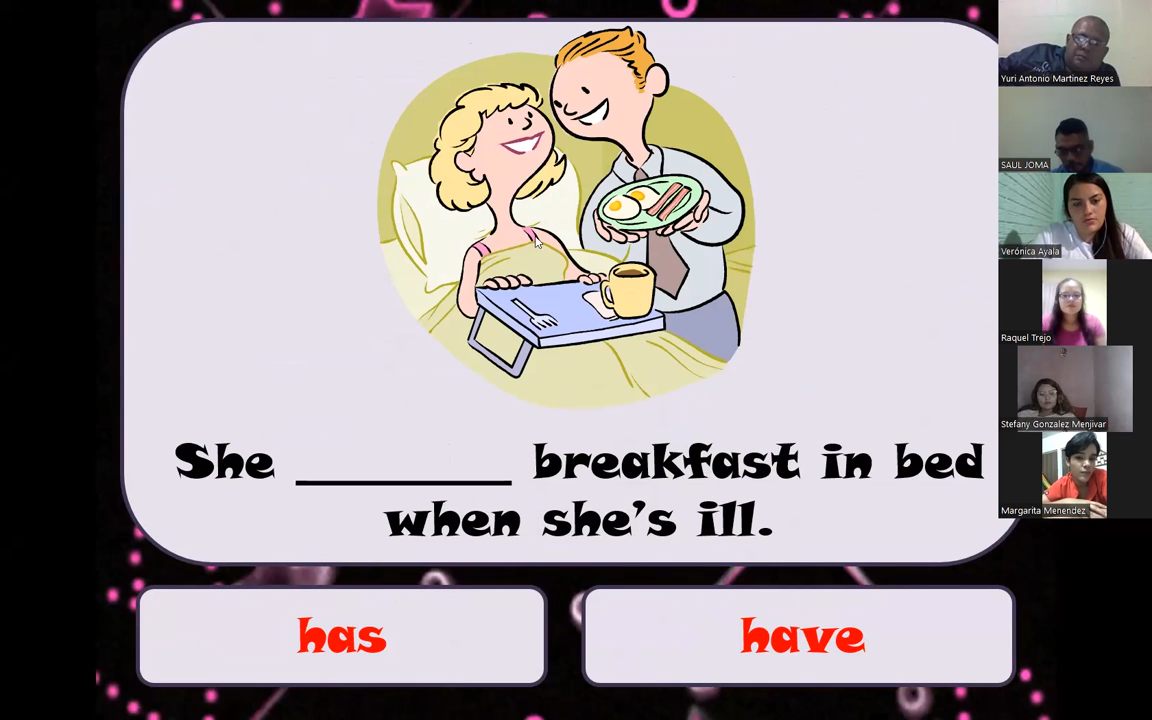 She __________ breakfast in bed
when she's ill.
has
have
Yuri Antonio Martinez Reyes
SAUL JOMA
Verónica Ayala
Raquel Trejo
Stefany Gonzalez Menjivar
Margarita Menendez